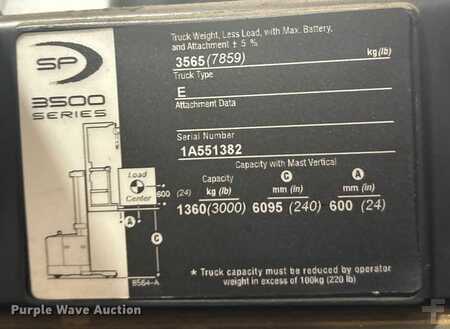 SP
3500
SERIES
Truck Weight, Less Load, with Max. Battery,
and Attachment ± 5 %
3565(7859) kg(lb)
Truck Type
E
Attachment Data
Serial Number
1A551382
Capacity with Mast Vertical
Capacity C A
kg (lb) mm (in) mm (in)
1360(3000) 6095 (240) 600 (24)
Load
Center
600 (24)
A
C
8564-A
* Truck capacity must be reduced by operator
weight in excess of 100kg (220 lb)
Purple Wave Auction